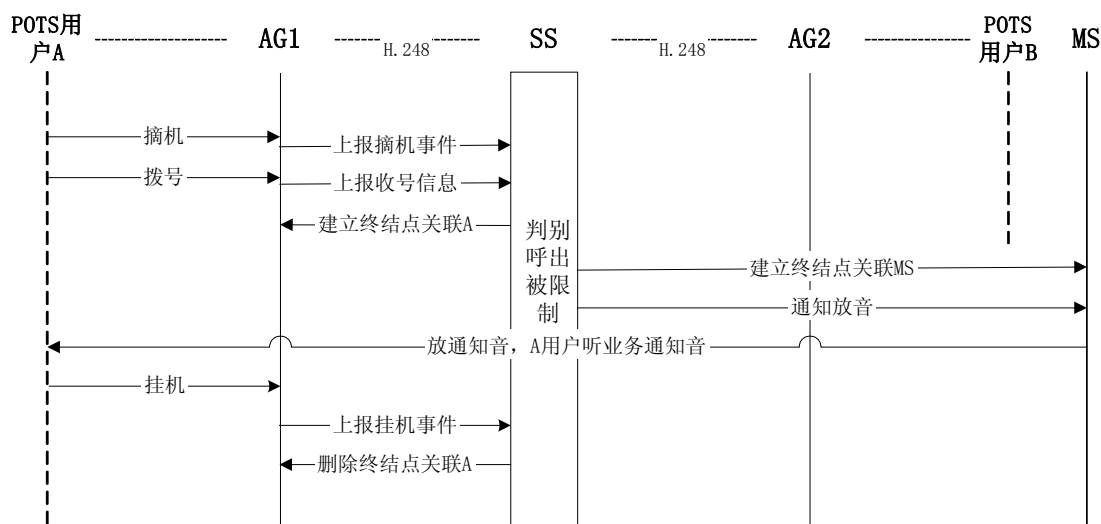 POTS用
户A
AG1
H.248
SS
H.248
AG2
POTS
用户B
MS
摘机
上报摘机事件
拨号
上报收号信息
建立终结点关联A
判别
呼出
被限
制
建立终结点关联MS
通知放音
放通知音，A用户听业务通知音
挂机
上报挂机事件
删除终结点关联A